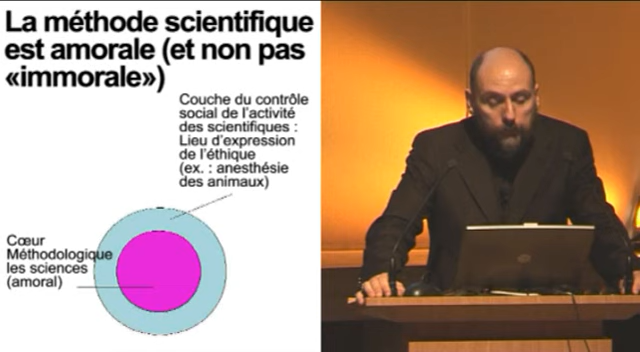 La méthode scientifique
est amorale (et non pas
«immorale»)
Couche du contrôle
social de l'activité
des scientifiques :
Lieu d'expression
de l'éthique
(ex. : anesthésie
des animaux)
Cœur
Méthodologique
les sciences
(amoral)